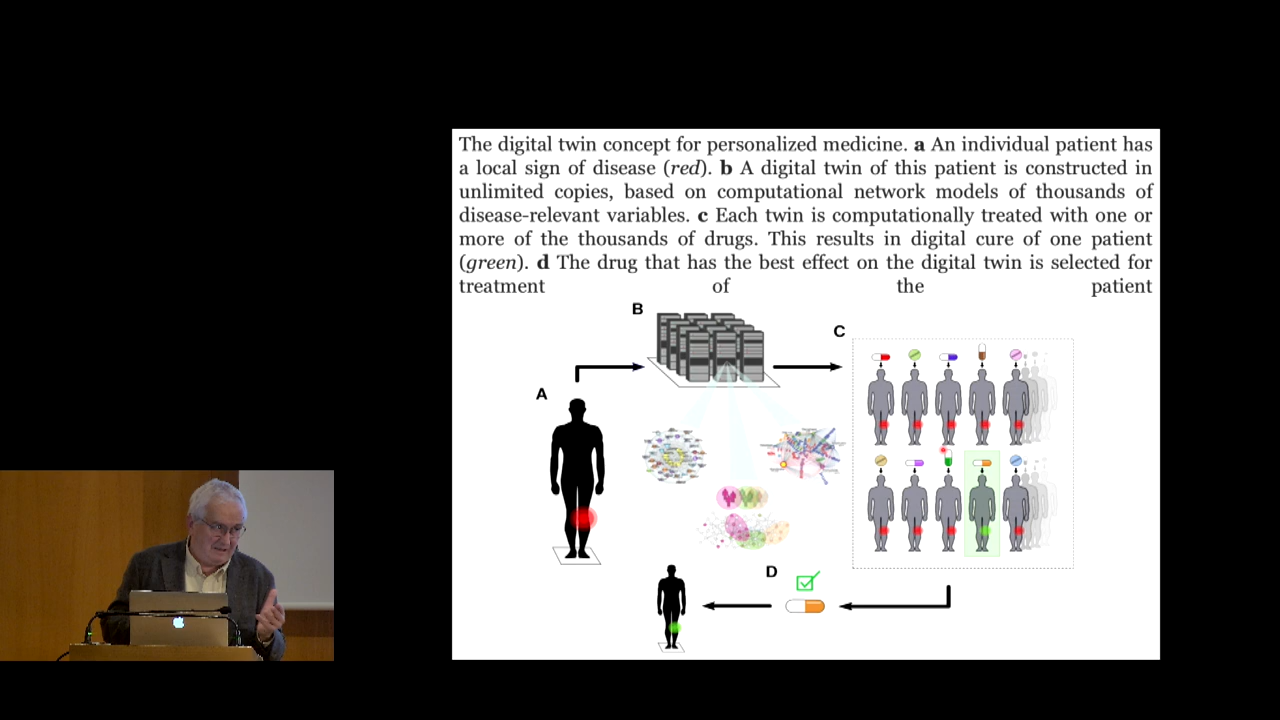 The digital twin concept for personalized medicine. a An individual patient has
a local sign of disease (red). b A digital twin of this patient is constructed in
unlimited copies, based on computational network models of thousands of
disease-relevant variables. c Each twin is computationally treated with one or
more of the thousands of drugs. This results in digital cure of one patient
(green). d The drug that has the best effect on the digital twin is selected for
treatment of the patient
B
C
A
D